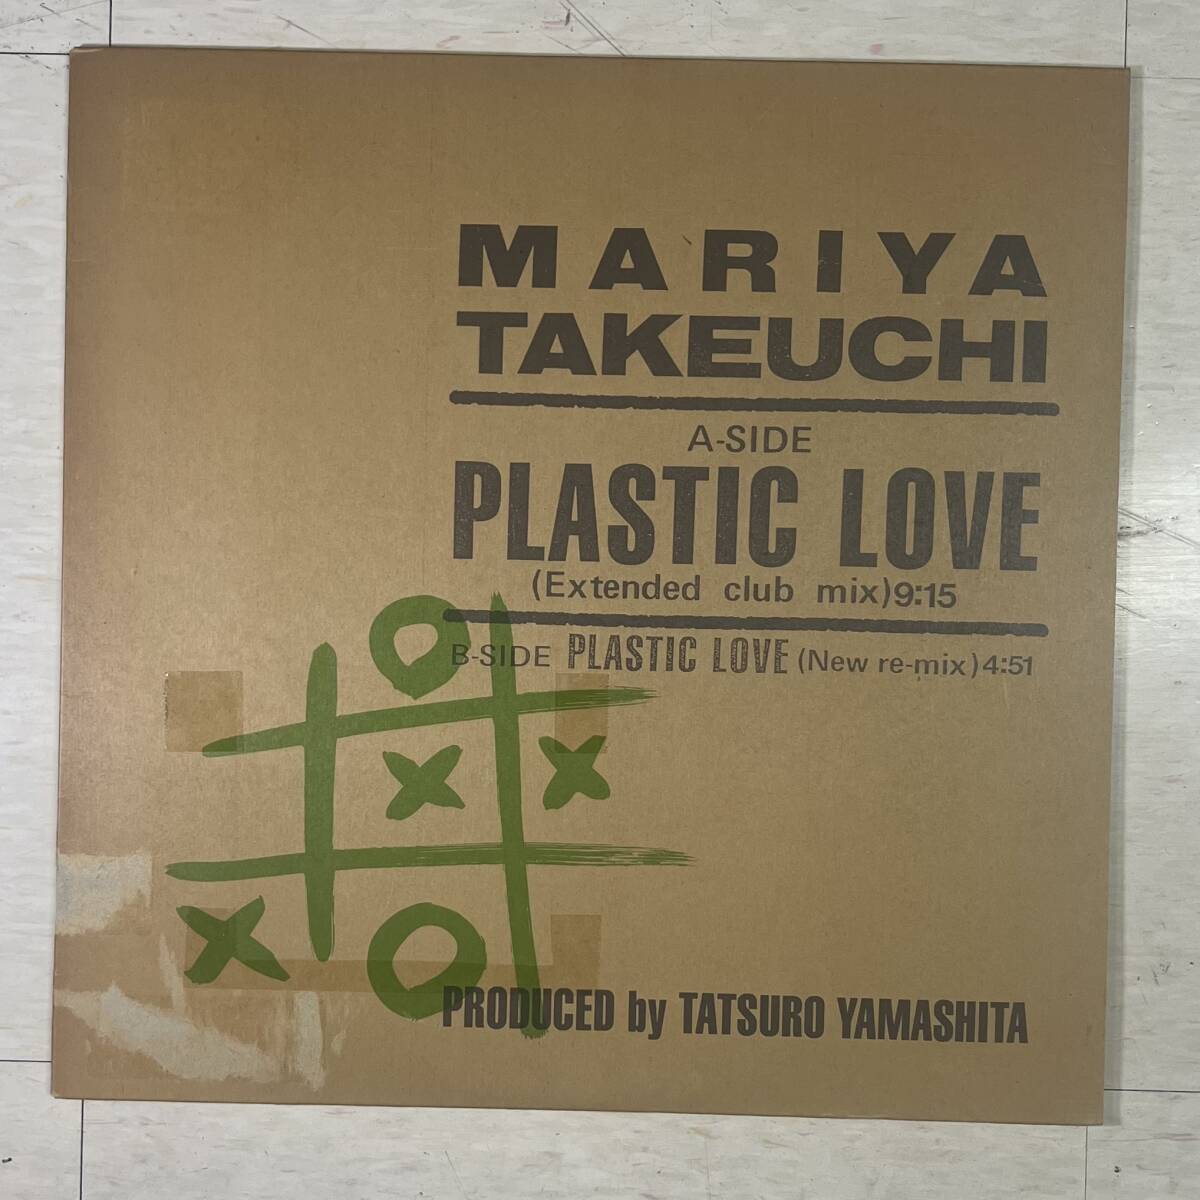 MARIYA
TAKEUCHI
A-SIDE
PLASTIC LOVE
(Extended club mix)9:15
B-SIDE PLASTIC LOVE (New re-mix)4:51
PRODUCED by TATSURO YAMASHITA